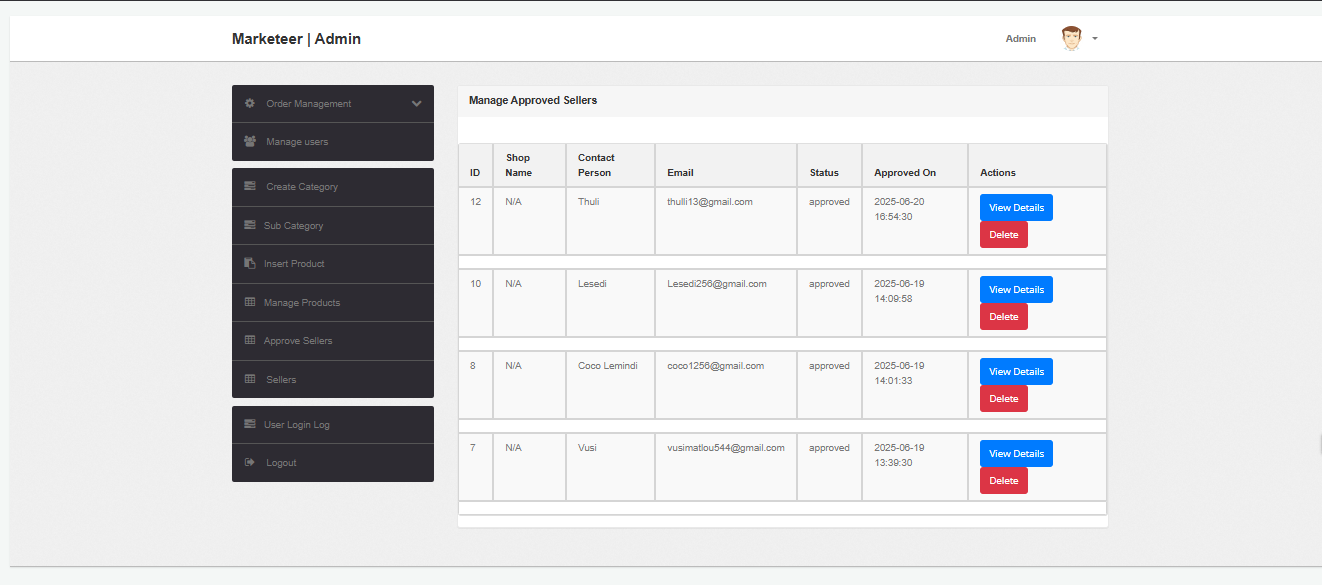 Marketeer | Admin
Admin
Order Management
Manage users
Create Category
Sub Category
Insert Product
Manage Products
Approve Sellers
Sellers
User Login Log
Logout
Manage Approved Sellers
ID Shop Name Contact Person Email Status Approved On Actions
12 N/A Thuli thulli13@gmail.com approved 2025-06-20 View Details
16:54:30 Delete
10 N/A Lesedi Lesedi256@gmail.com approved 2025-06-19 View Details
14:09:58 Delete
8 N/A Coco Lemindi coco1256@gmail.com approved 2025-06-19 View Details
14:01:33 Delete
7 N/A Vusi vusimatlou544@gmail.com approved 2025-06-19 View Details
13:39:30 Delete